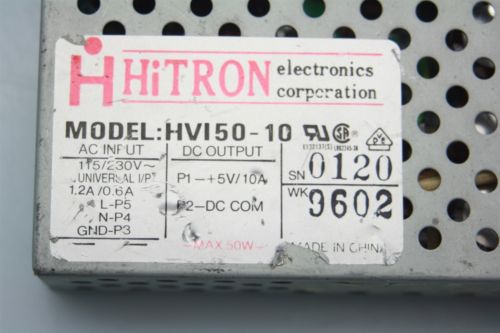 HiTRON electronics
corporation
MODEL:HVI50-10
AC INPUT
DC OUTPUT
115/230V~
UNIVERSAL I/P
1.2A/0.6A
L-P5
N-P4
GND-P3
P1-+5V/10A
P2-DC COM
~MAX 50W~
SN 0120
WK 9602
MADE IN CHINA